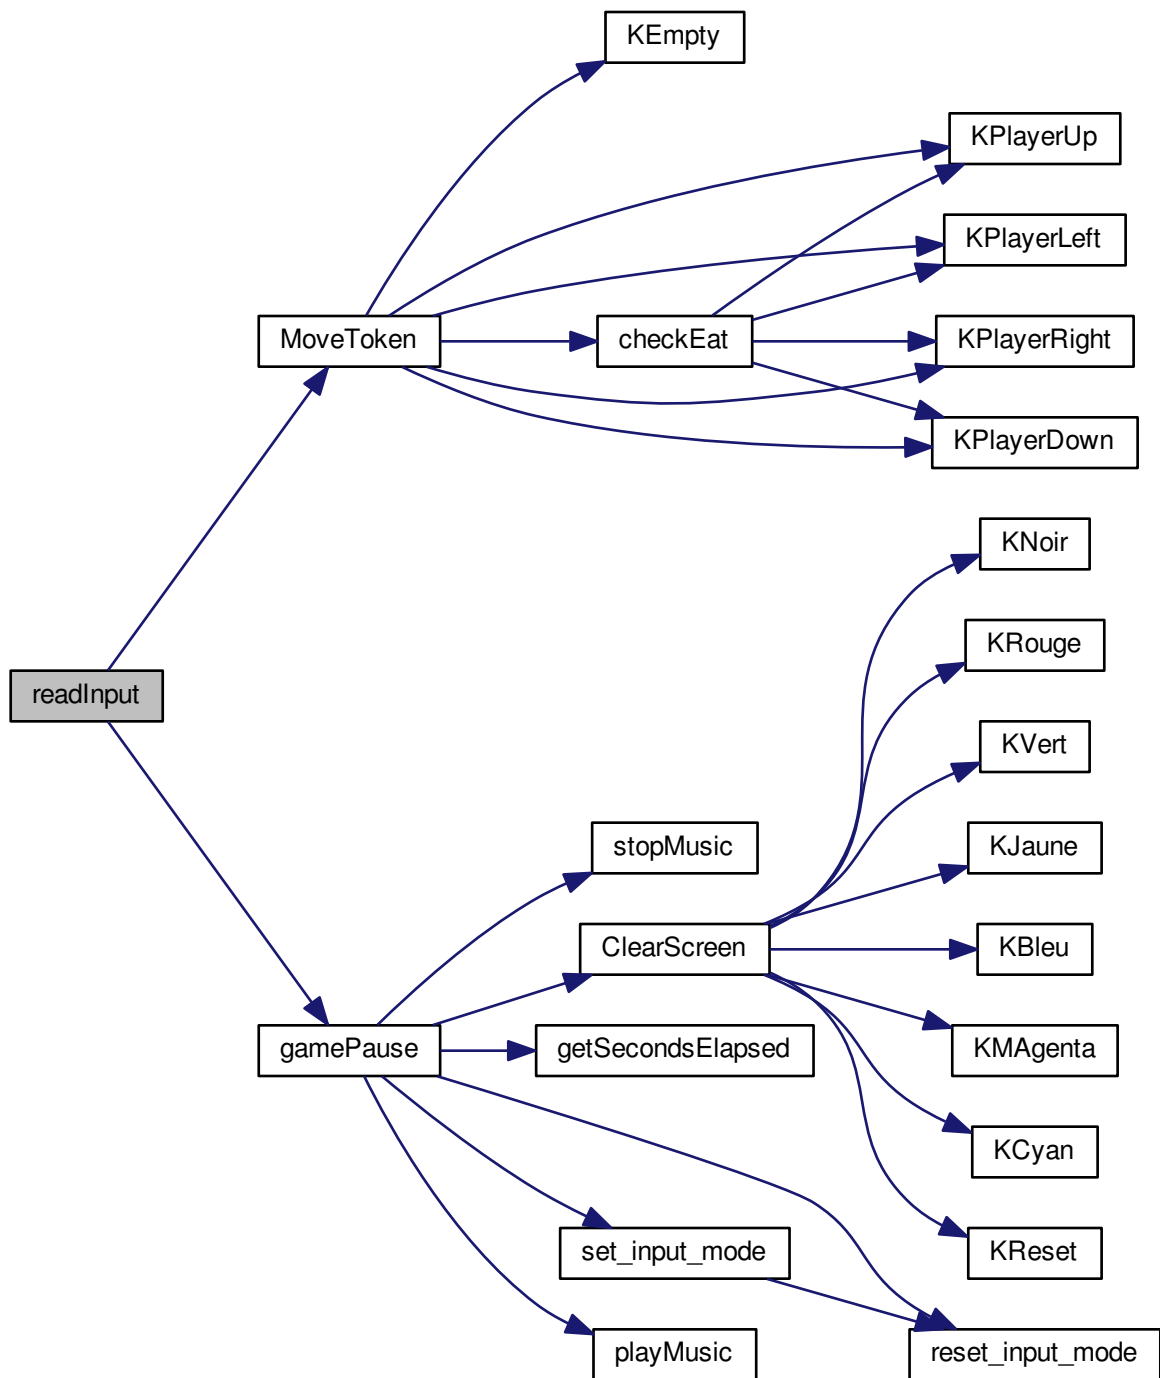 KEmpty
KPlayerUp
KPlayerLeft
MoveToken
checkEat
KPlayerRight
KPlayerDown
KNoir
KRouge
readInput
KVert
stopMusic
KJaune
ClearScreen
KBleu
gamePause
getSecondsElapsed
KMAgenta
KCyan
set_input_mode
KReset
playMusic
reset_input_mode